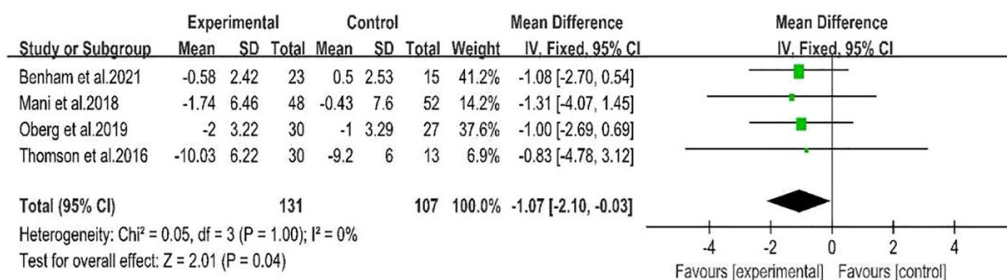 Experimental Control Mean Difference Mean Difference
Study or Subgroup Mean SD Total Mean SD Total Weight IV. Fixed, 95% CI IV. Fixed, 95% CI
Benham et al.2021 -0.58 2.42 23 0.5 2.53 15 41.2% -1.08 [-2.70, 0.54]
Mani et al.2018 -1.74 6.46 48 -0.43 7.6 52 14.2% -1.31 [-4.07, 1.45]
Oberg et al.2019 -2 3.22 30 -1 3.29 27 37.6% -1.00 [-2.69, 0.69]
Thomson et al.2016 -10.03 6.22 30 -9.2 6 13 6.9% -0.83 [-4.78, 3.12]
Total (95% CI) 131 107 100.0% -1.07 [-2.10, -0.03]
Heterogeneity: Chi² = 0.05, df = 3 (P = 1.00); I² = 0%
Test for overall effect: Z = 2.01 (P = 0.04)
-4 -2 0 2 4
Favours [experimental] Favours [control]